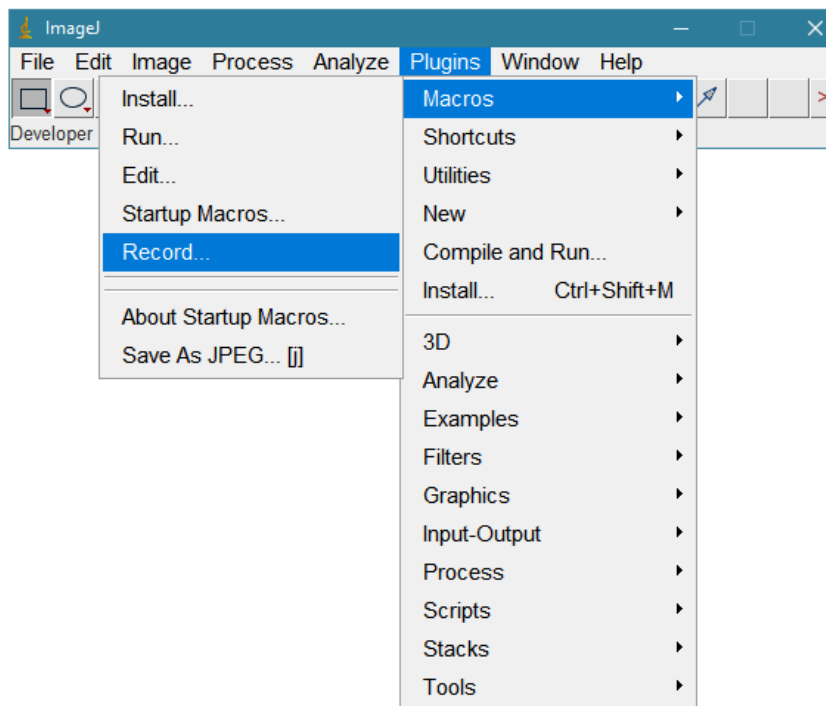 ImageJ
File Edit Image Process Analyze Plugins Window Help
Developer
Install...
Run...
Edit...
Startup Macros...
Record...
About Startup Macros...
Save As JPEG... [j]
Macros
Shortcuts
Utilities
New
Compile and Run...
Install... Ctrl+Shift+M
3D
Analyze
Examples
Filters
Graphics
Input-Output
Process
Scripts
Stacks
Tools